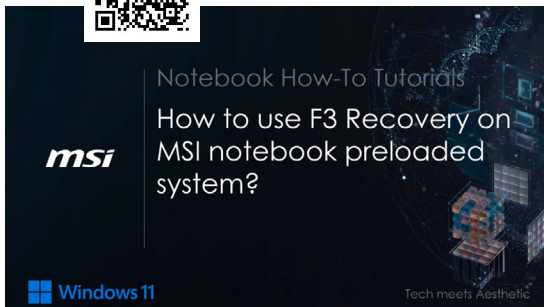 Notebook How-To Tutorials
How to use F3 Recovery on
MSI notebook preloaded
system?
msi
Windows 11
Tech meets Aesthetic